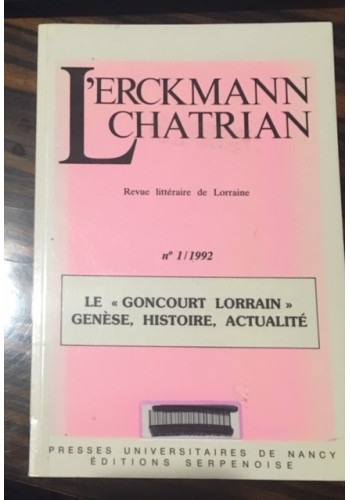 L'ERCKMANN
CHATRIAN
Revue littéraire de Lorraine
n° 1/1992
LE « GONCOURT LORRAIN »
GENÈSE, HISTOIRE, ACTUALITÉ
PRESSES UNIVERSITAIRES DE NANCY
ÉDITIONS SERPENOISE